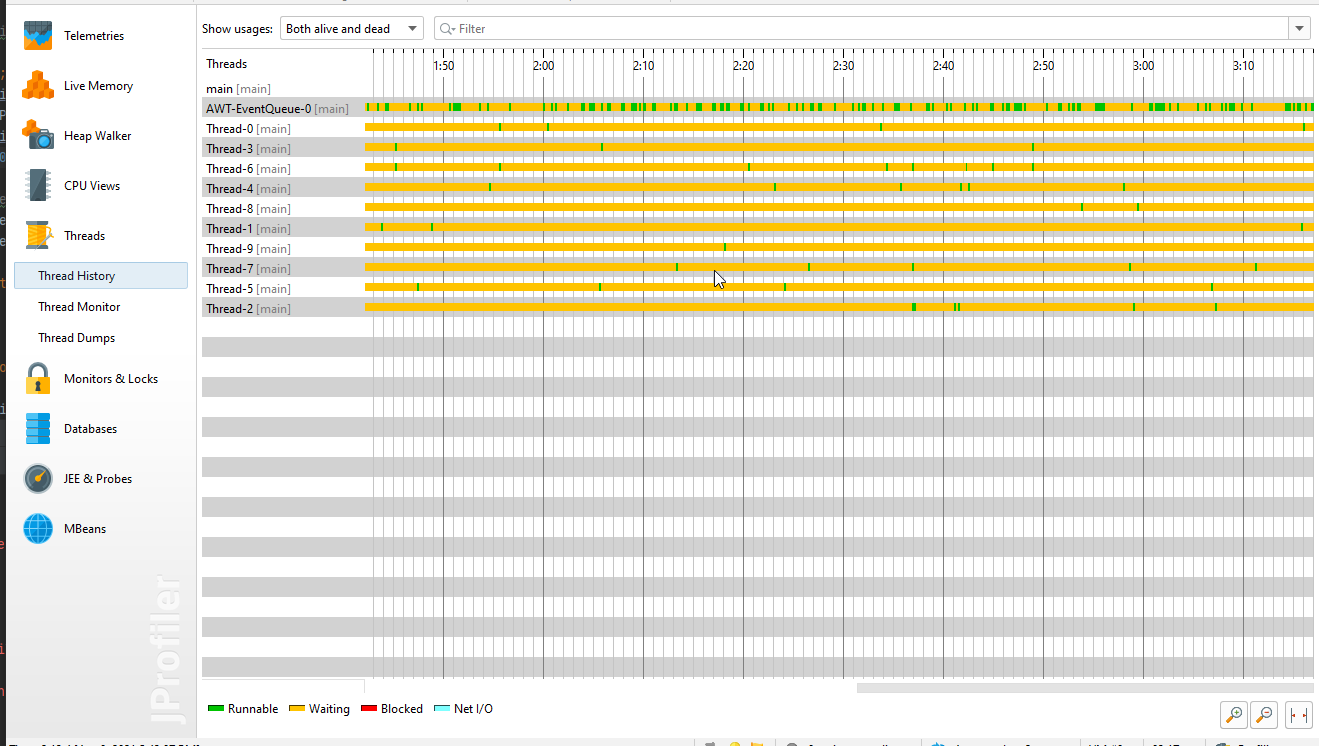 Telemetries
Live Memory
Heap Walker
CPU Views
Threads
Thread History
Thread Monitor
Thread Dumps
Monitors & Locks
Databases
JEE & Probes
MBeans
JProfiler
Show usages: Both alive and dead Filter
Threads 1:50 2:00 2:10 2:20 2:30 2:40 2:50 3:00 3:10
main [main]
AWT-EventQueue-0 [main]
Thread-0 [main]
Thread-3 [main]
Thread-6 [main]
Thread-4 [main]
Thread-8 [main]
Thread-1 [main]
Thread-9 [main]
Thread-7 [main]
Thread-5 [main]
Thread-2 [main]
Runnable Waiting Blocked Net I/O